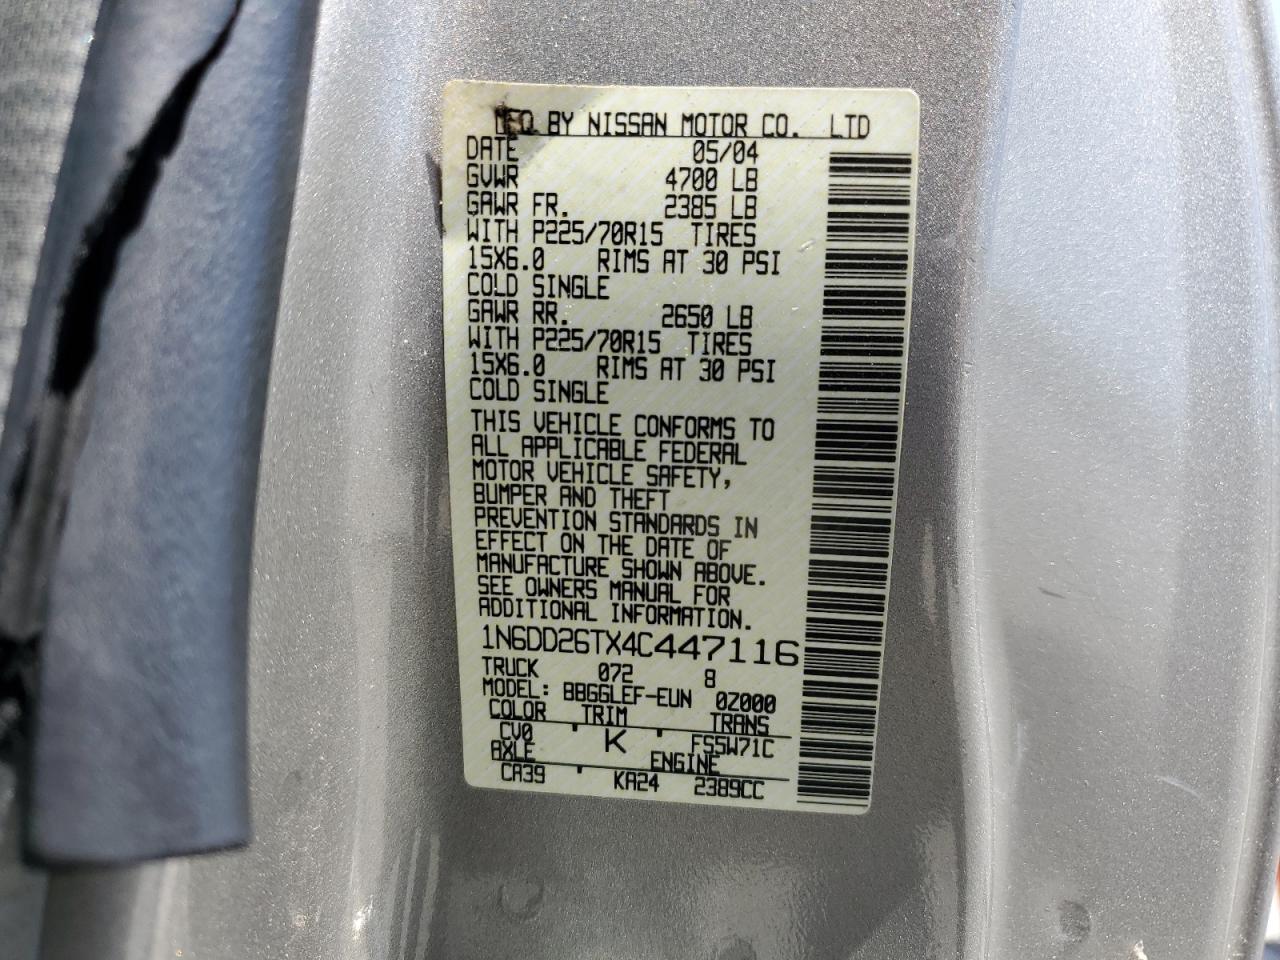 MFD BY NISSAN MOTOR CO. LTD
DATE 05/04
GVWR 4700 LB
GAWR FR. 2385 LB
WITH P225/70R15 TIRES
15X6.0 RIMS AT 30 PSI
COLD SINGLE
GAWR RR. 2650 LB
WITH P225/70R15 TIRES
15X6.0 RIMS AT 30 PSI
COLD SINGLE
THIS VEHICLE CONFORMS TO
ALL APPLICABLE FEDERAL
MOTOR VEHICLE SAFETY,
BUMPER AND THEFT
PREVENTION STANDARDS IN
EFFECT ON THE DATE OF
MANUFACTURE SHOWN ABOVE.
SEE OWNERS MANUAL FOR
ADDITIONAL INFORMATION.
1N6DD26TX4C447116
TRUCK 072 8
MODEL: BBGGLEF-EUN 0Z000
COLOR TRIM TRANS
CV0 K FS5W71C
AXLE ENGINE
CA39 KA24 2389CC